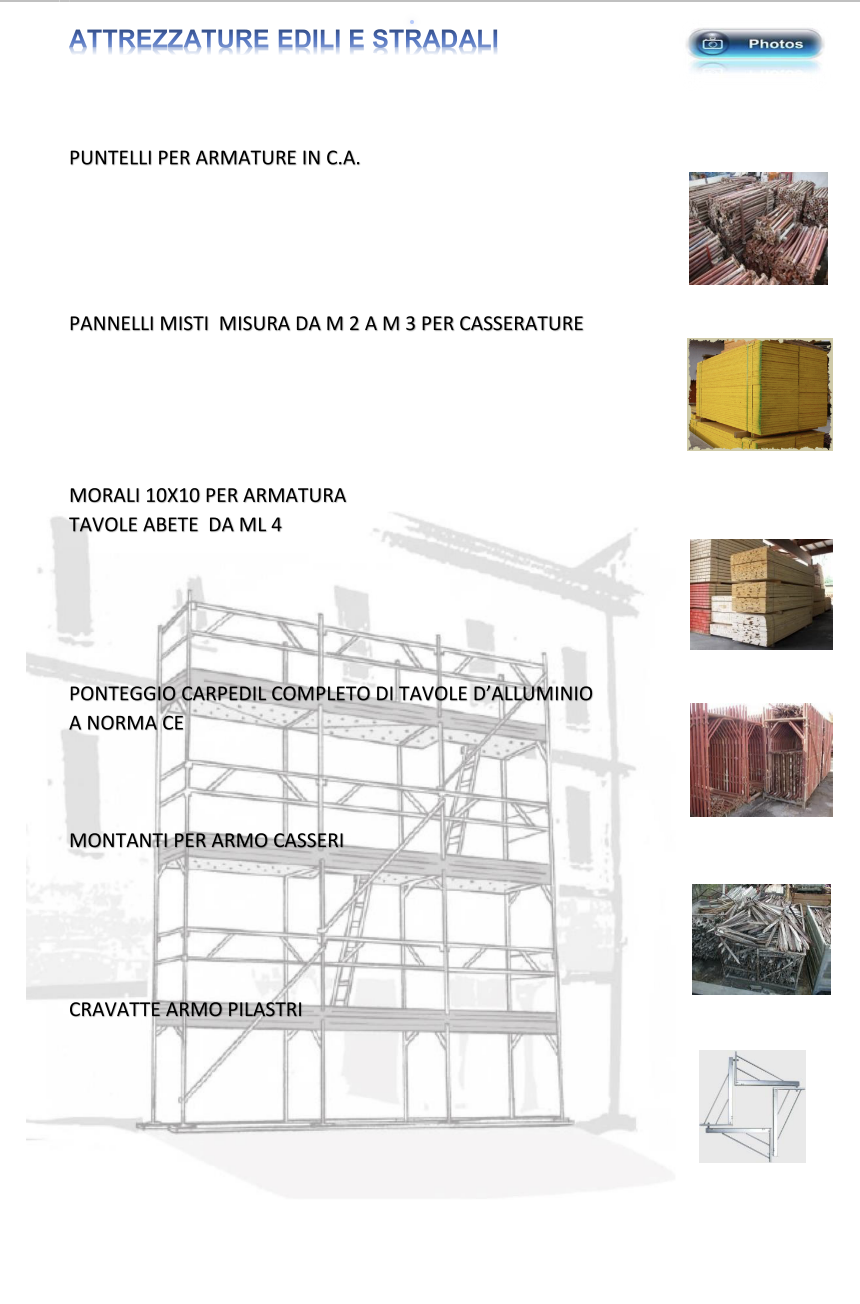 ATTREZZATURE EDILI E STRADALI
Photos
PUNTELLI PER ARMATURE IN C.A.
PANNELLI MISTI  MISURA DA M 2 A M 3 PER CASSERATURE
MORALI 10X10 PER ARMATURA
TAVOLE ABETE  DA ML 4
PONTEGGIO CARPEDIL COMPLETO DI TAVOLE D’ALLUMINIO
A NORMA CE
MONTANTI PER ARMO CASSERI
CRAVATTE ARMO PILASTRI